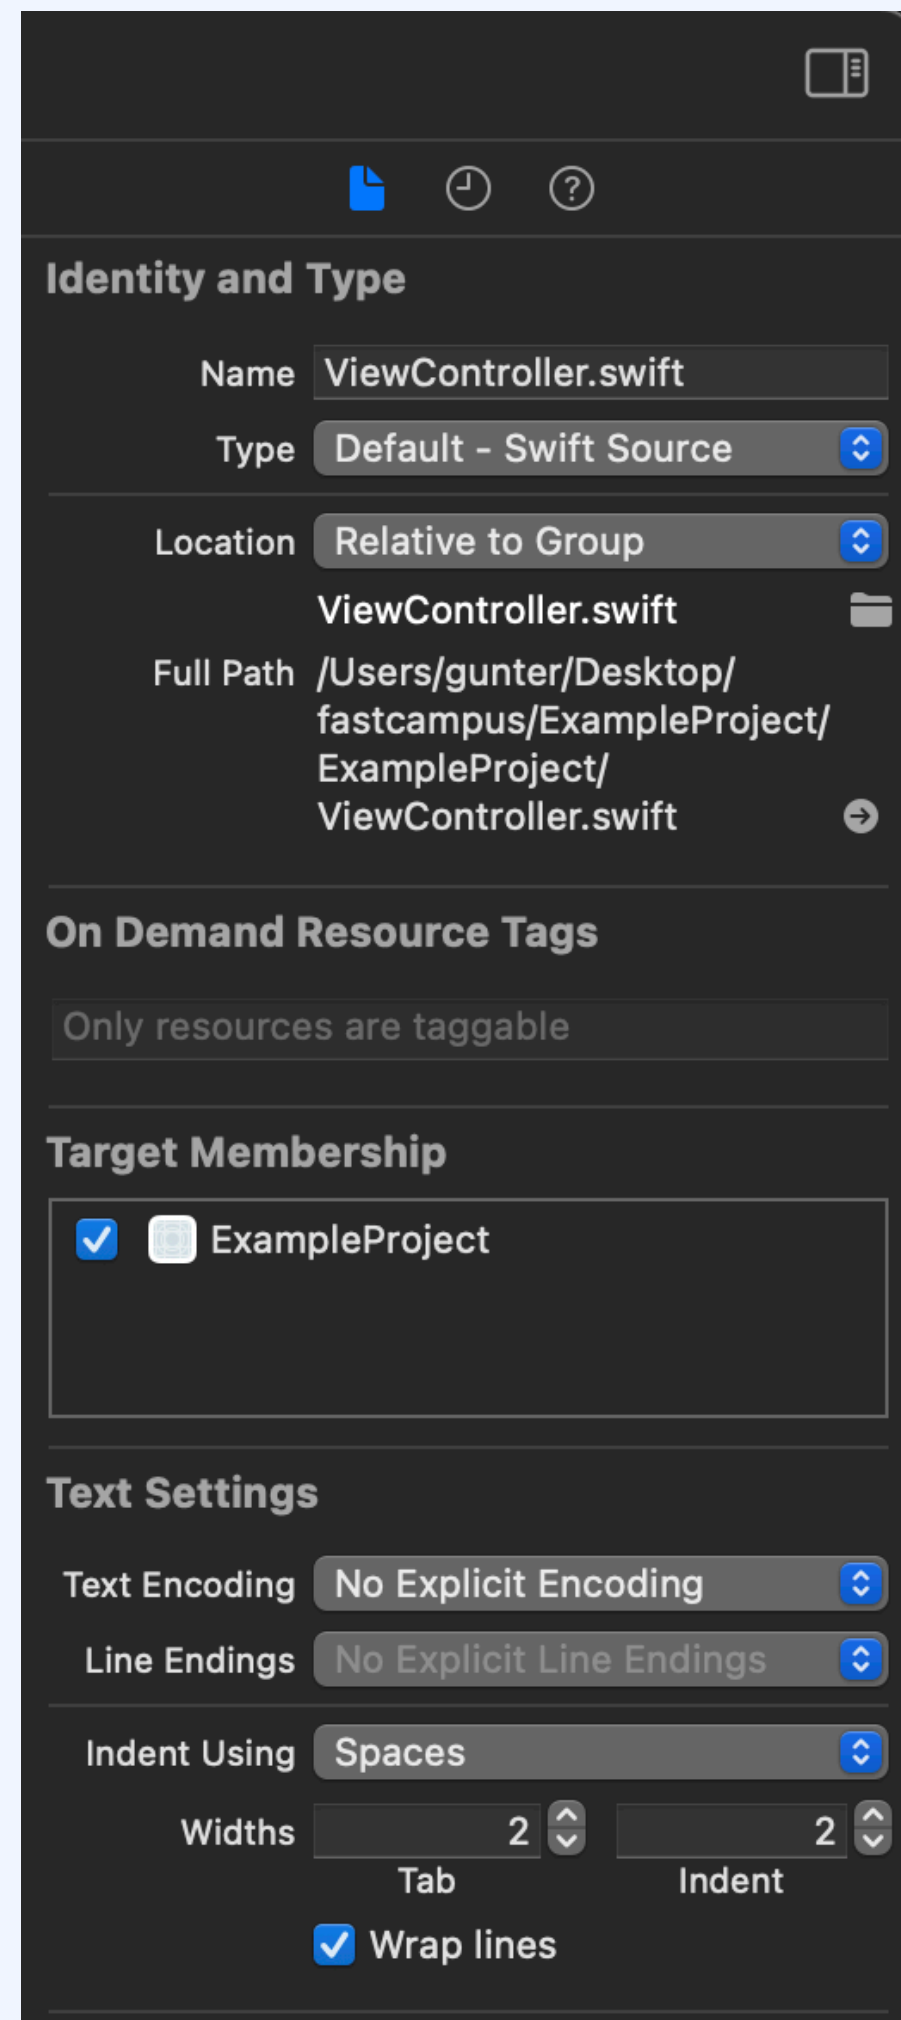 Identity and Type
Name ViewController.swift
Type Default - Swift Source
Location Relative to Group
ViewController.swift
Full Path /Users/gunter/Desktop/
fastcampus/ExampleProject/
ExampleProject/
ViewController.swift
On Demand Resource Tags
Only resources are taggable
Target Membership
ExampleProject
Text Settings
Text Encoding No Explicit Encoding
Line Endings No Explicit Line Endings
Indent Using Spaces
Widths 2 2
Tab Indent
Wrap lines